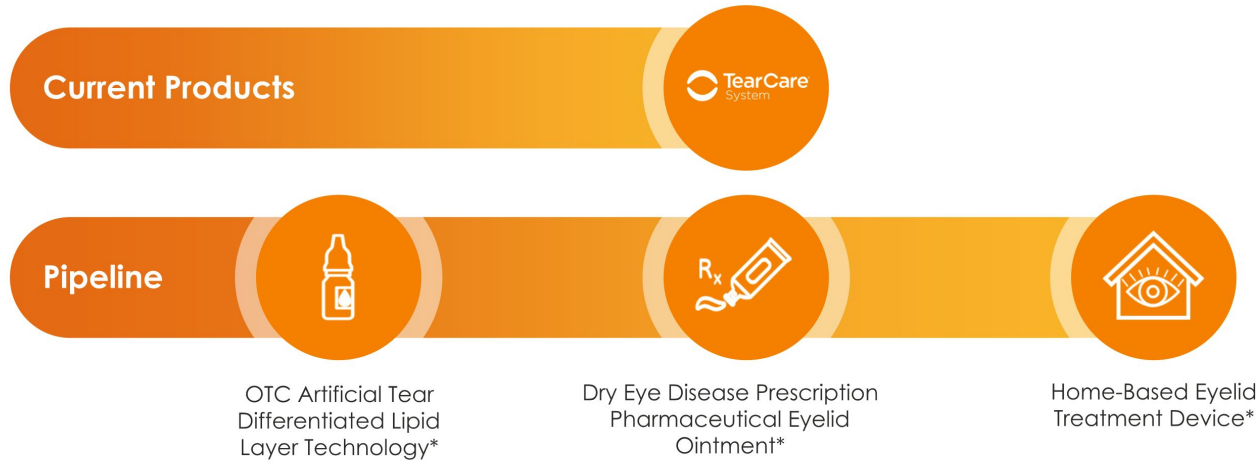 Current Products
TearCare
System
Pipeline
Rx
OTC Artificial Tear
Differentiated Lipid
Layer Technology*
Dry Eye Disease Prescription
Pharmaceutical Eyelid
Ointment*
Home-Based Eyelid
Treatment Device*